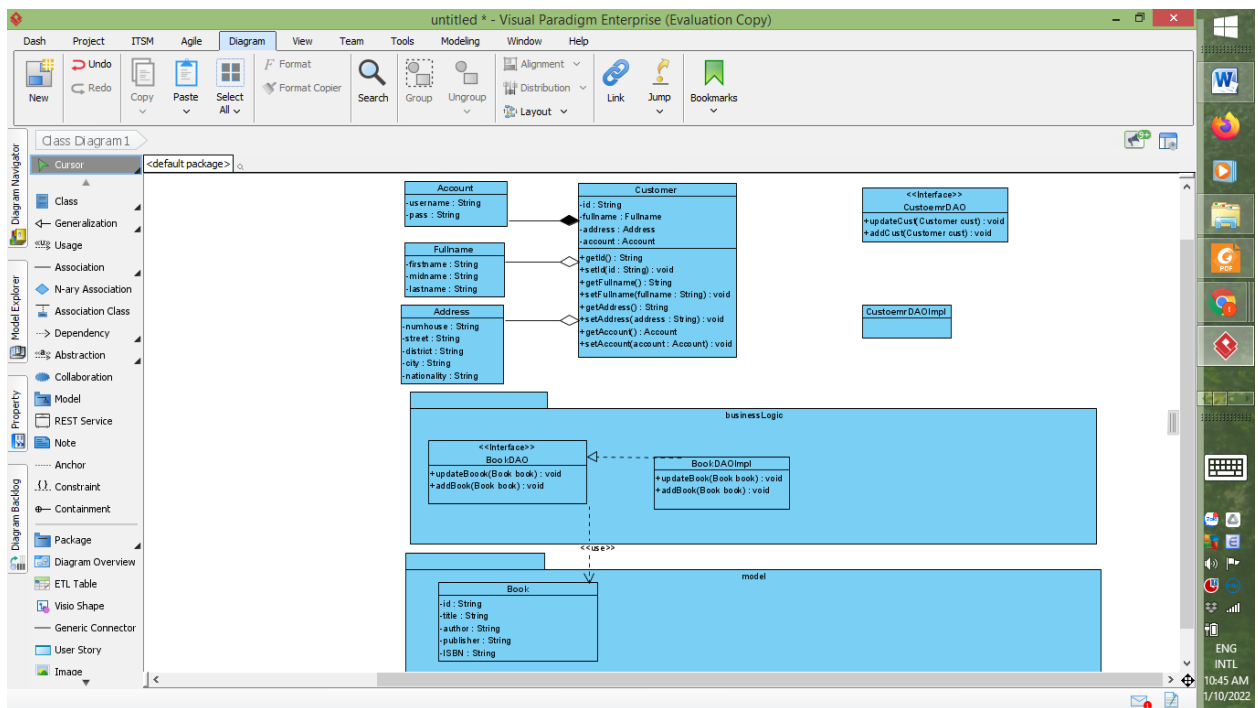 untitled * - Visual Paradigm Enterprise (Evaluation Copy)
Dash Project ITSM Agile Diagram View Team Tools Modeling Window Help
New
Undo
Redo
Copy
Paste
Select
All
Format
Format Copier
Search
Group
Ungroup
Alignment
Distribution
Layout
Link
Jump
Bookmarks
Class Diagram1
<default package>
Diagram Navigator
Model Explorer
Property
Diagram Backlog
Cursor
Class
Generalization
Usage
Association
N-ary Association
Association Class
Dependency
Abstraction
Collaboration
Model
REST Service
Note
Anchor
Constraint
Containment
Package
Diagram Overview
ETL Table
Visio Shape
Generic Connector
User Story
Image
Account
-username : String
-pass : String
Fullname
-firstname : String
-midname : String
-lastname : String
Address
-numhouse : String
-street : String
-district : String
-city : String
-nationality : String
Customer
-id : String
-fullname : Fullname
-address : Address
-account : Account
+getId() : String
+setId(id : String) : void
+getFullname() : String
+setFullname(fullname : String) : void
+getAddress() : String
+setAddress(address : String) : void
+getAccount() : Account
+setAccount(account : Account) : void
<<Interface>>
CustoemrDAO
+updateCust(Customer cust) : void
+addCust(Customer cust) : void
CustoemrDAOImpl
businessLogic
<<Interface>>
BookDAO
+updateBoook(Book book) : void
+addBook(Book book) : void
BookDAOImpl
+updateBook(Book book) : void
+addBook(Book book) : void
<<use>>
model
Book
-id : String
-title : String
-author : String
-publisher : String
-ISBN : String
ENG
INTL
10:45 AM
1/10/2022